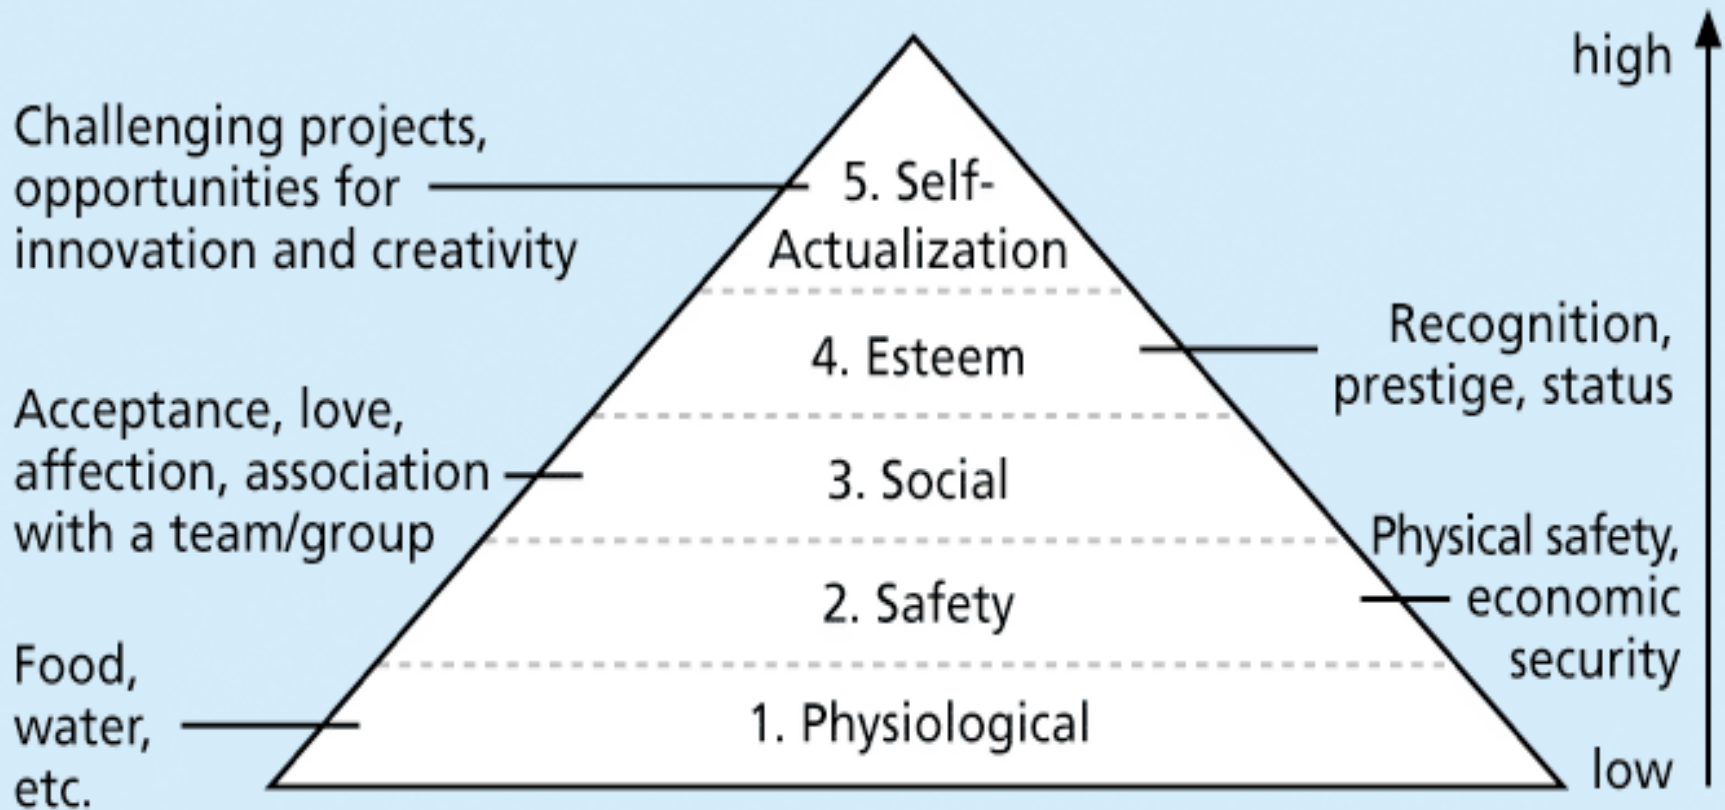 high
Challenging projects,
opportunities for
innovation and creativity
5. Self-
Actualization
Recognition,
prestige, status
4. Esteem
Acceptance, love,
affection, association
with a team/group
3. Social
Physical safety,
economic
security
2. Safety
Food,
water,
etc.
1. Physiological
low